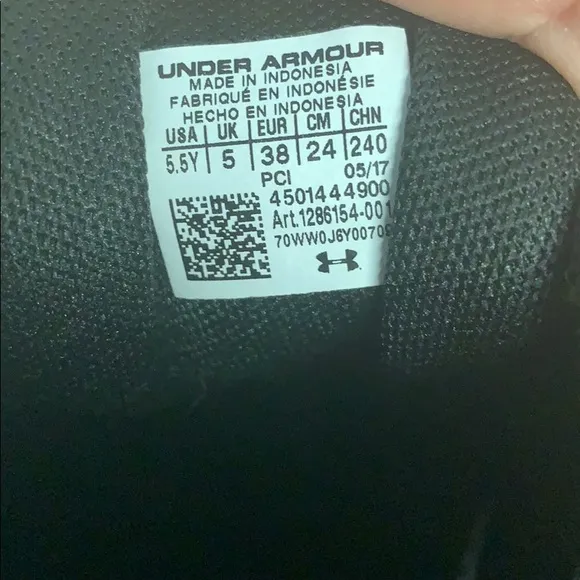 UNDER ARMOUR
MADE IN INDONESIA
FABRIQUÉ EN INDONÉSIE
HECHO EN INDONESIA
USA | UK | EUR | CM | CHN
5.5Y | 5 | 38 | 24 | 240
PCI 05/17
4501444900
Art.1286154-001